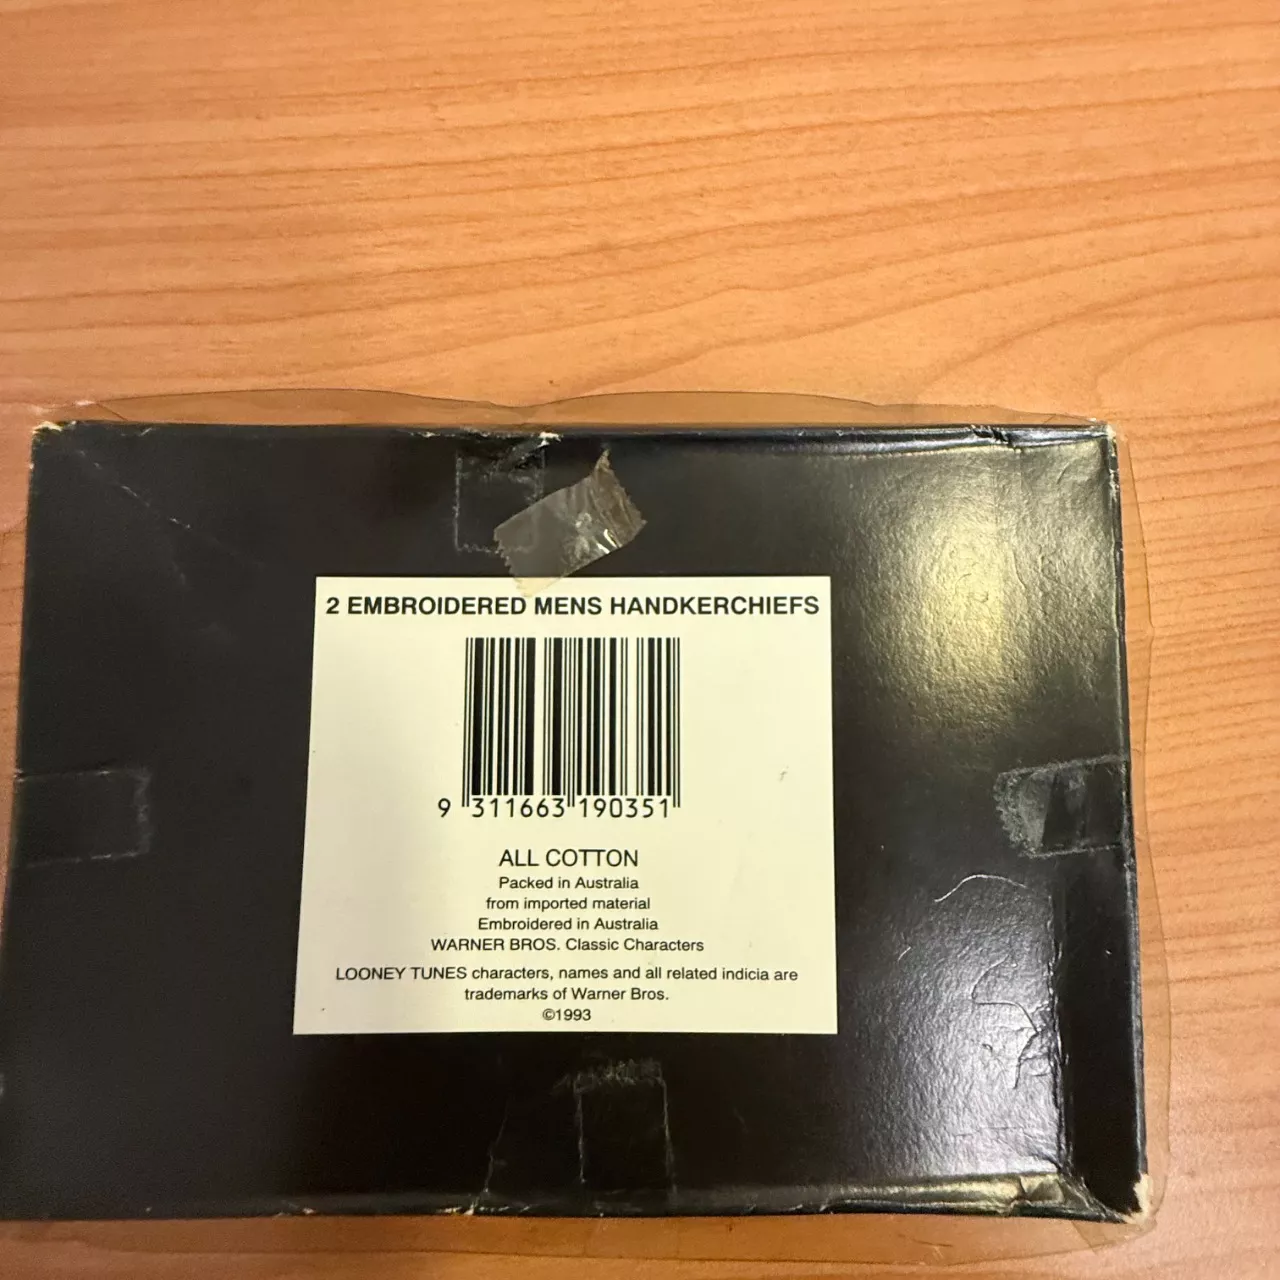 2 EMBROIDERED MENS HANDKERCHIEFS
9 311663 190351
ALL COTTON
Packed in Australia
from imported material
Embroidered in Australia
WARNER BROS. Classic Characters
LOONEY TUNES characters, names and all related indicia are
trademarks of Warner Bros.
©1993